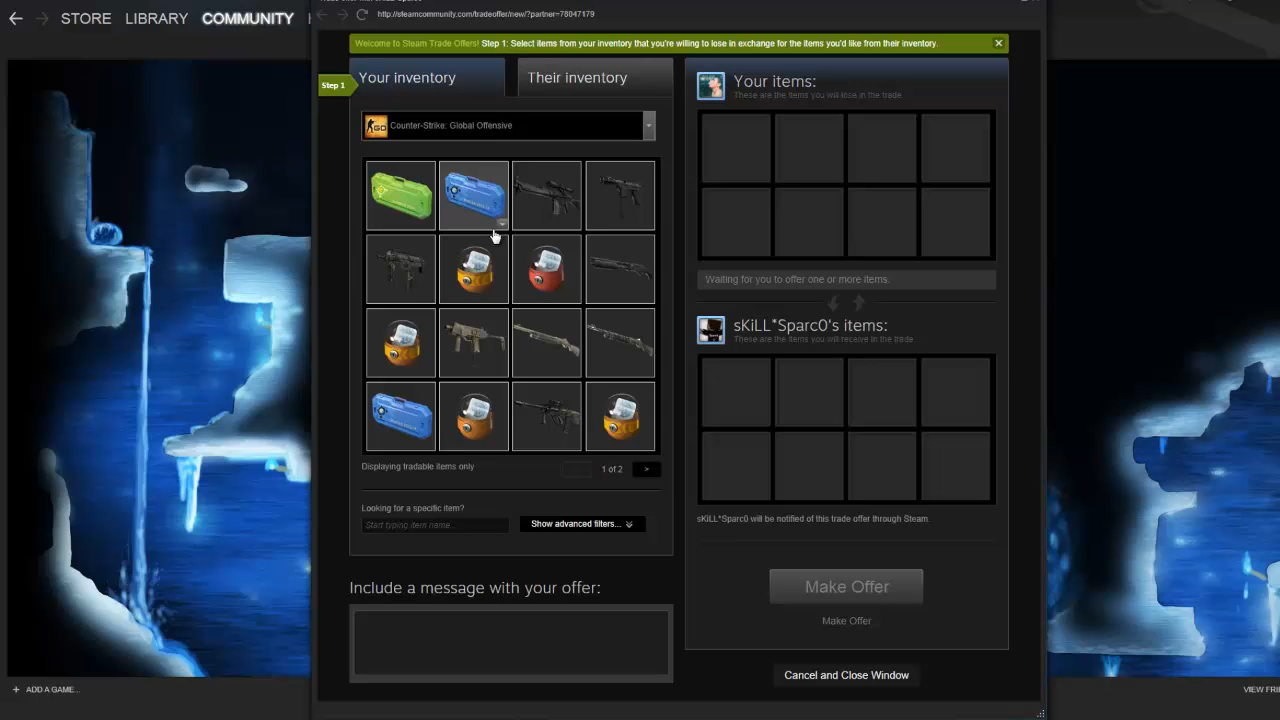 STORE
LIBRARY
COMMUNITY
http://steamcommunity.com/tradeoffer/new/?partner=78047179
Welcome to Steam Trade Offers! Step 1: Select items from your inventory that you're willing to lose in exchange for the items you'd like from their inventory.
Step 1
Your inventory
Their inventory
GO
Counter-Strike: Global Offensive
Displaying tradable items only
1 of 2
>
Looking for a specific item?
Start typing item name...
Show advanced filters...
Include a message with your offer:
Your items:
These are the items you will lose in the trade.
Waiting for you to offer one or more items.
sKiLL*Sparc0's items:
These are the items you will receive in the trade.
sKiLL*Sparc0 will be notified of this trade offer through Steam.
Make Offer
Make Offer
Cancel and Close Window
+ ADD A GAME...
VIEW FRI